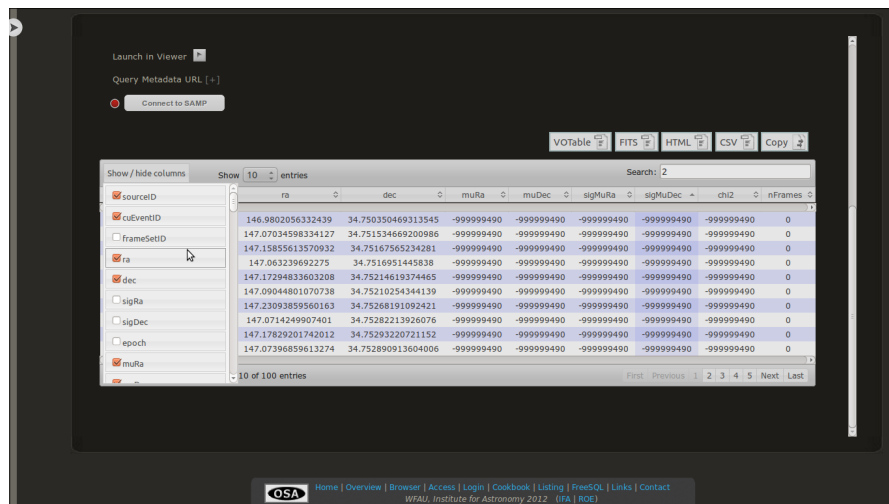 Launch in Viewer
Query Metadata URL [+]
Connect to SAMP
VOTable FITS HTML CSV Copy
Show / hide columns Show 10 entries Search: 2
ra dec muRa muDec sigMuRa sigMuDec chi2 nFrames
sourceID
cuEventID
frameSetID
ra
dec
sigRa
sigDec
epoch
muRa
146.9802056332439 34.750350469313545 -999999490 -999999490 -999999490 -999999490 -999999490 0
147.07034598334127 34.751534669200986 -999999490 -999999490 -999999490 -999999490 -999999490 0
147.15855613570932 34.75167565234281 -999999490 -999999490 -999999490 -999999490 -999999490 0
147.063239692275 34.7516951445838 -999999490 -999999490 -999999490 -999999490 -999999490 0
147.17294833603208 34.75214619374465 -999999490 -999999490 -999999490 -999999490 -999999490 0
147.09044801070738 34.75210254344139 -999999490 -999999490 -999999490 -999999490 -999999490 0
147.23093859560163 34.75268191092421 -999999490 -999999490 -999999490 -999999490 -999999490 0
147.0714249907401 34.75282213926076 -999999490 -999999490 -999999490 -999999490 -999999490 0
147.17829201742012 34.75293220721152 -999999490 -999999490 -999999490 -999999490 -999999490 0
147.07396859613274 34.752890913604006 -999999490 -999999490 -999999490 -999999490 -999999490 0
10 of 100 entries First Previous 1 2 3 4 5 Next Last
OSA Home | Overview | Browser | Access | Login | Cookbook | Listing | FreeSQL | Links | Contact
WFAU, Institute for Astronomy 2012 (IFA | ROE)